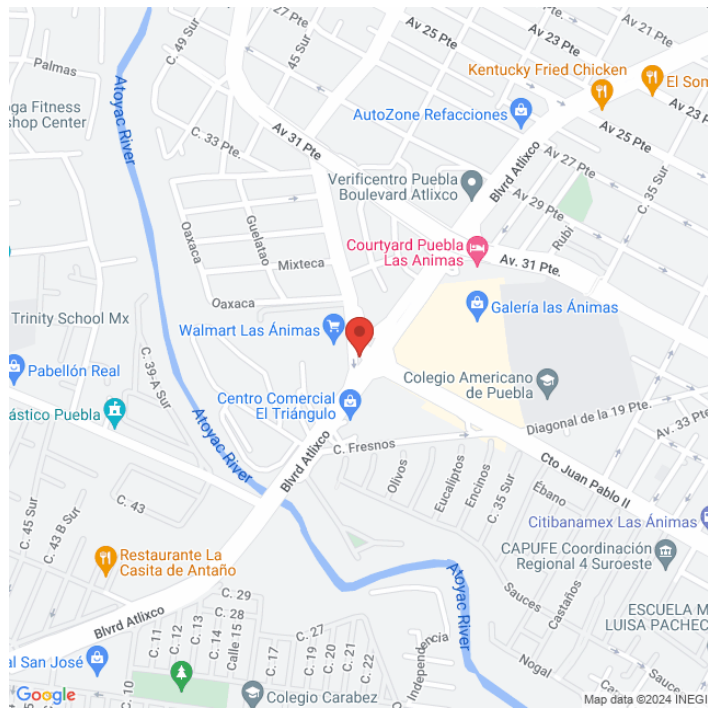 C. 49 Sur
45 Sur
Av 25 Pte
Av 23 Pte
Av 21 Pte
Palmas
Atoyac River
Kentucky Fried Chicken
El Som
Av 23 P
oga Fitness
shop Center
C. 33 Pte.
Av 31 Pte
AutoZone Refacciones
Av 25 Pte
Av 27 Pte
Blvrd Atlixco
C. 35 Sur
Verificentro Puebla
Boulevard Atlixco
Av 29 Pte
Rubí
Oaxaca
Guelatao
Mixteca
Courtyard Puebla
Las Animas
Av. 31 Pte.
Oaxaca
Trinity School Mx
Walmart Las Ánimas
Galería las Ánimas
C. 39-A Sur
Pabellón Real
Centro Comercial
El Triángulo
Colegio Americano
de Puebla
ástico Puebla
Diagonal de la 19 Pte.
Av. 33 Pte
Atoyac River
Blvrd Atlixco
C. Fresnos
Olivos
Eucaliptos
Encinos
C. 35 Sur
Ébano
Cto Juan Pablo II
C. 43
C. 45 Sur
C. 43 B Sur
Citibanamex Las Ánimas
Restaurante La
Casita de Antaño
CAPUFE Coordinación
Regional 4 Suroeste
Atoyac River
Sauces
Castaños
C. 29
C. 28
C. 27
ESCUELA M
LUISA PACHEC
Blvrd Atlixco
C. 11
C. 12
C. 13
C. 14
Calle 15
C. 17
C. 19
C. 20
C. 21
C. 22
Independencia
Nogal
Sauces
al San José
C. 10
Colegio Carabez
Google
Map data ©2024 INEGI